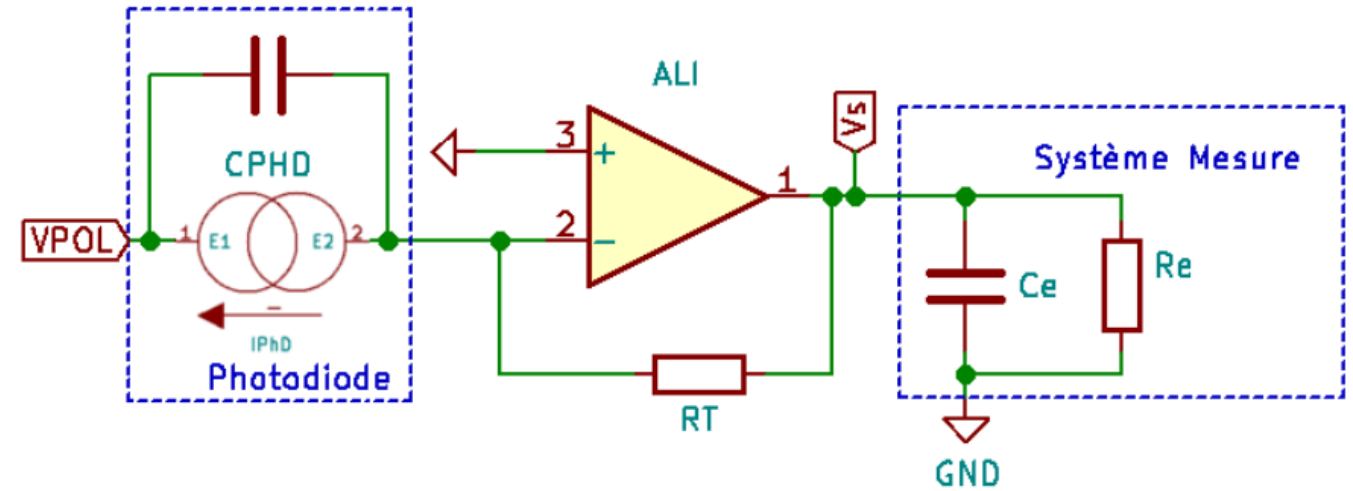 ALI
Vs
3
+
Système Mesure
CPHD
1
2
-
VPOL
1
E1
E2
2
Re
Ce
-
IPhD
Photodiode
RT
GND